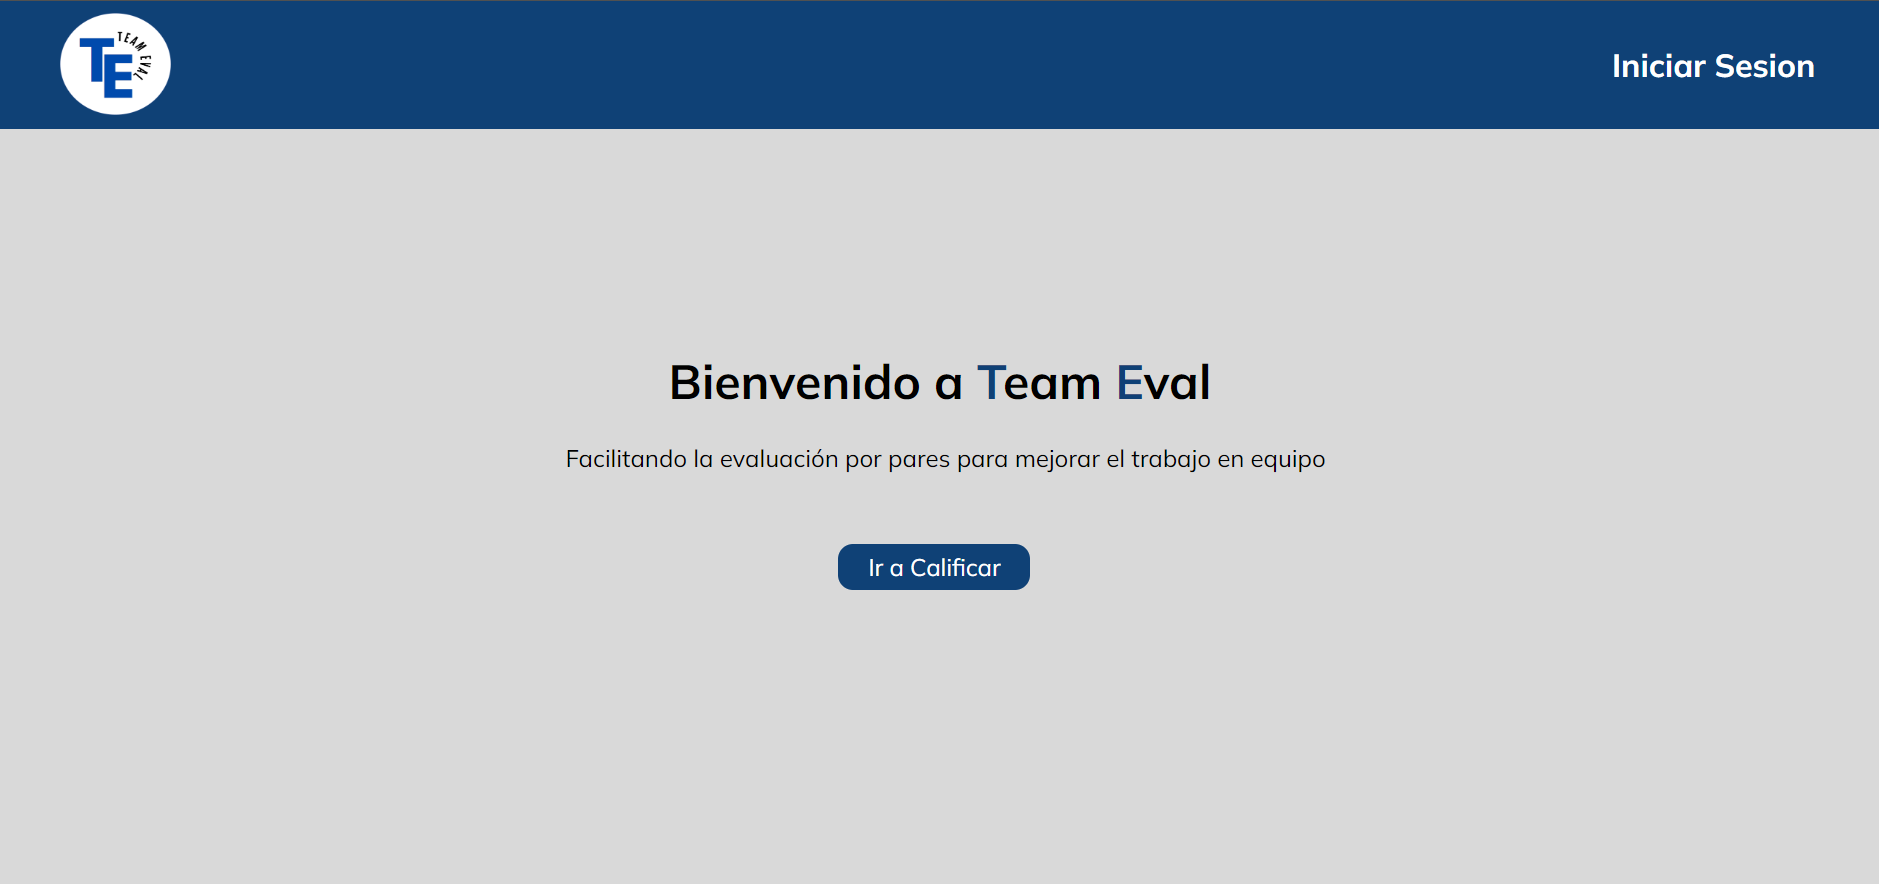 TE
TEAM EVAL
Iniciar Sesion
Bienvenido a Team Eval
Facilitando la evaluación por pares para mejorar el trabajo en equipo
Ir a Calificar